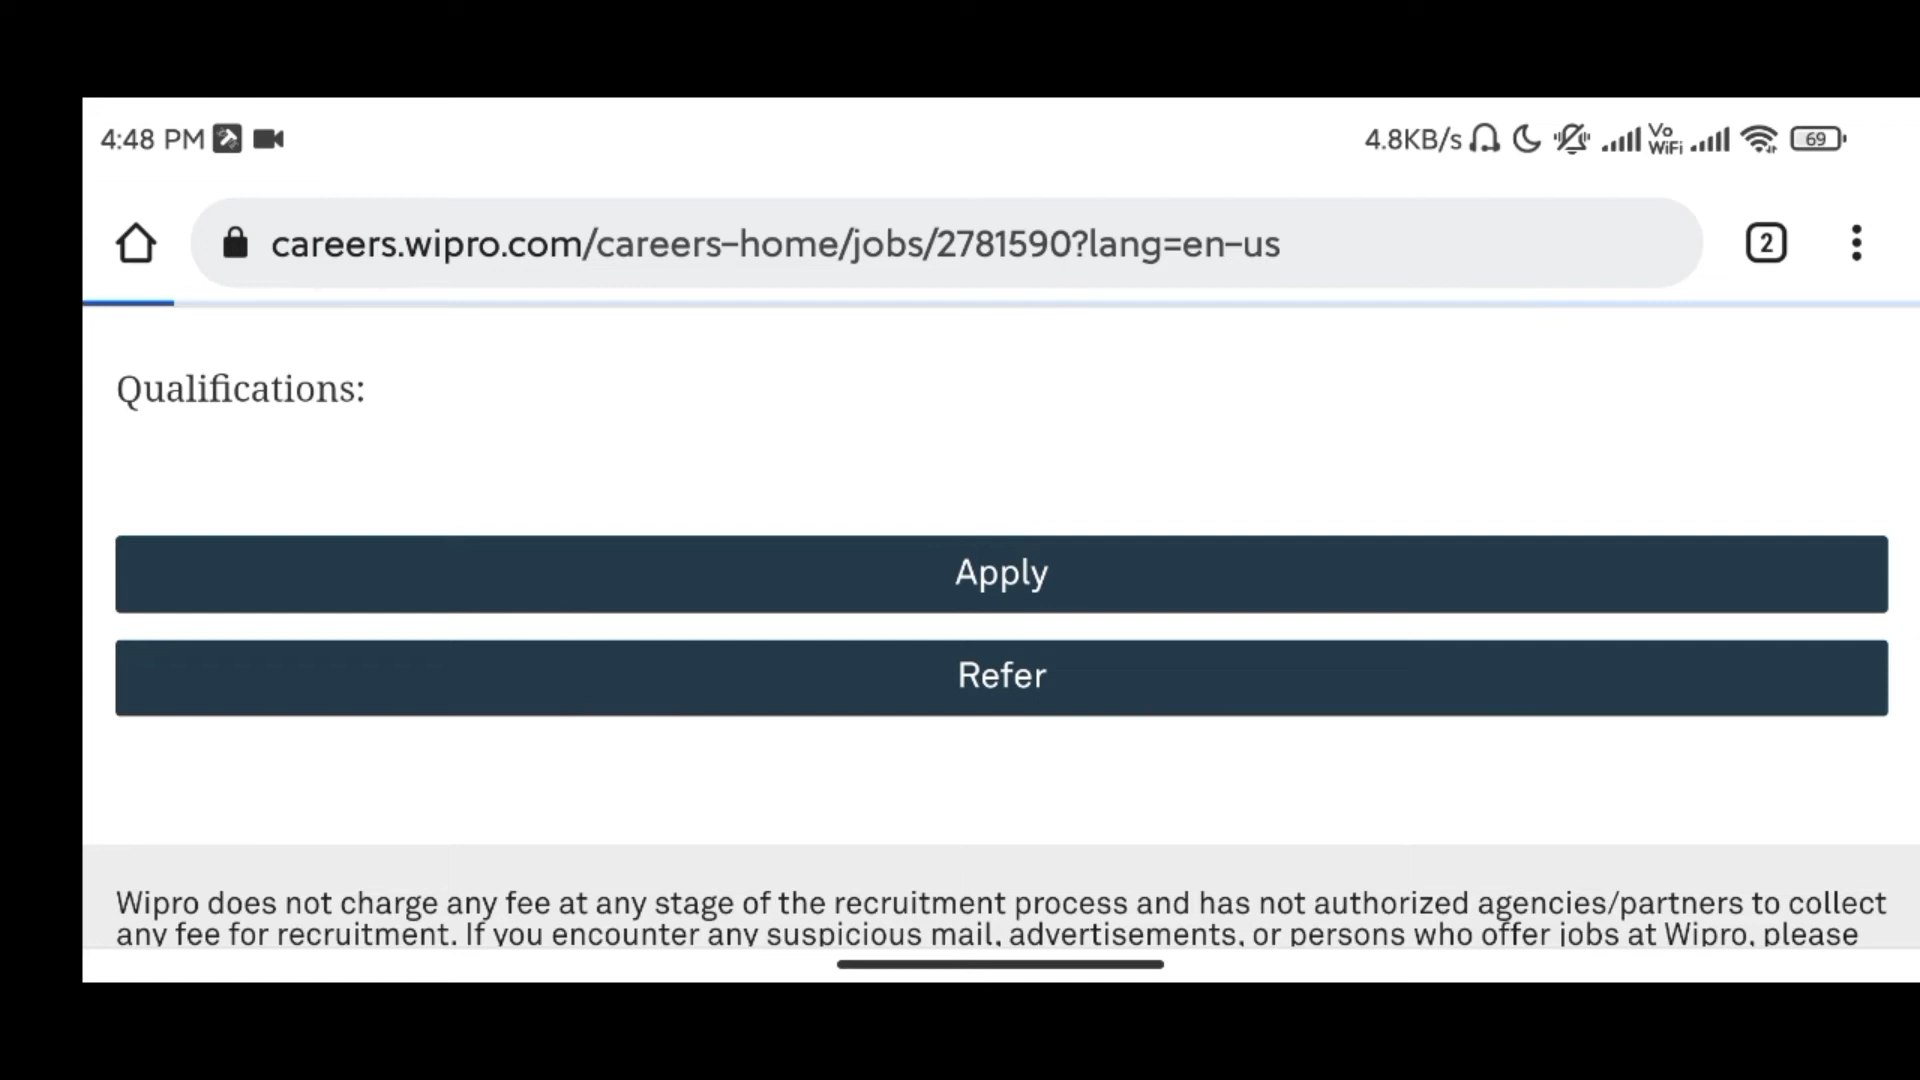 4:48 PM
4.8KB/s Vo WiFi 69
careers.wipro.com/careers-home/jobs/2781590?lang=en-us
2
Qualifications:
Apply
Refer
Wipro does not charge any fee at any stage of the recruitment process and has not authorized agencies/partners to collect
any fee for recruitment. If you encounter any suspicious mail, advertisements, or persons who offer jobs at Wipro, please